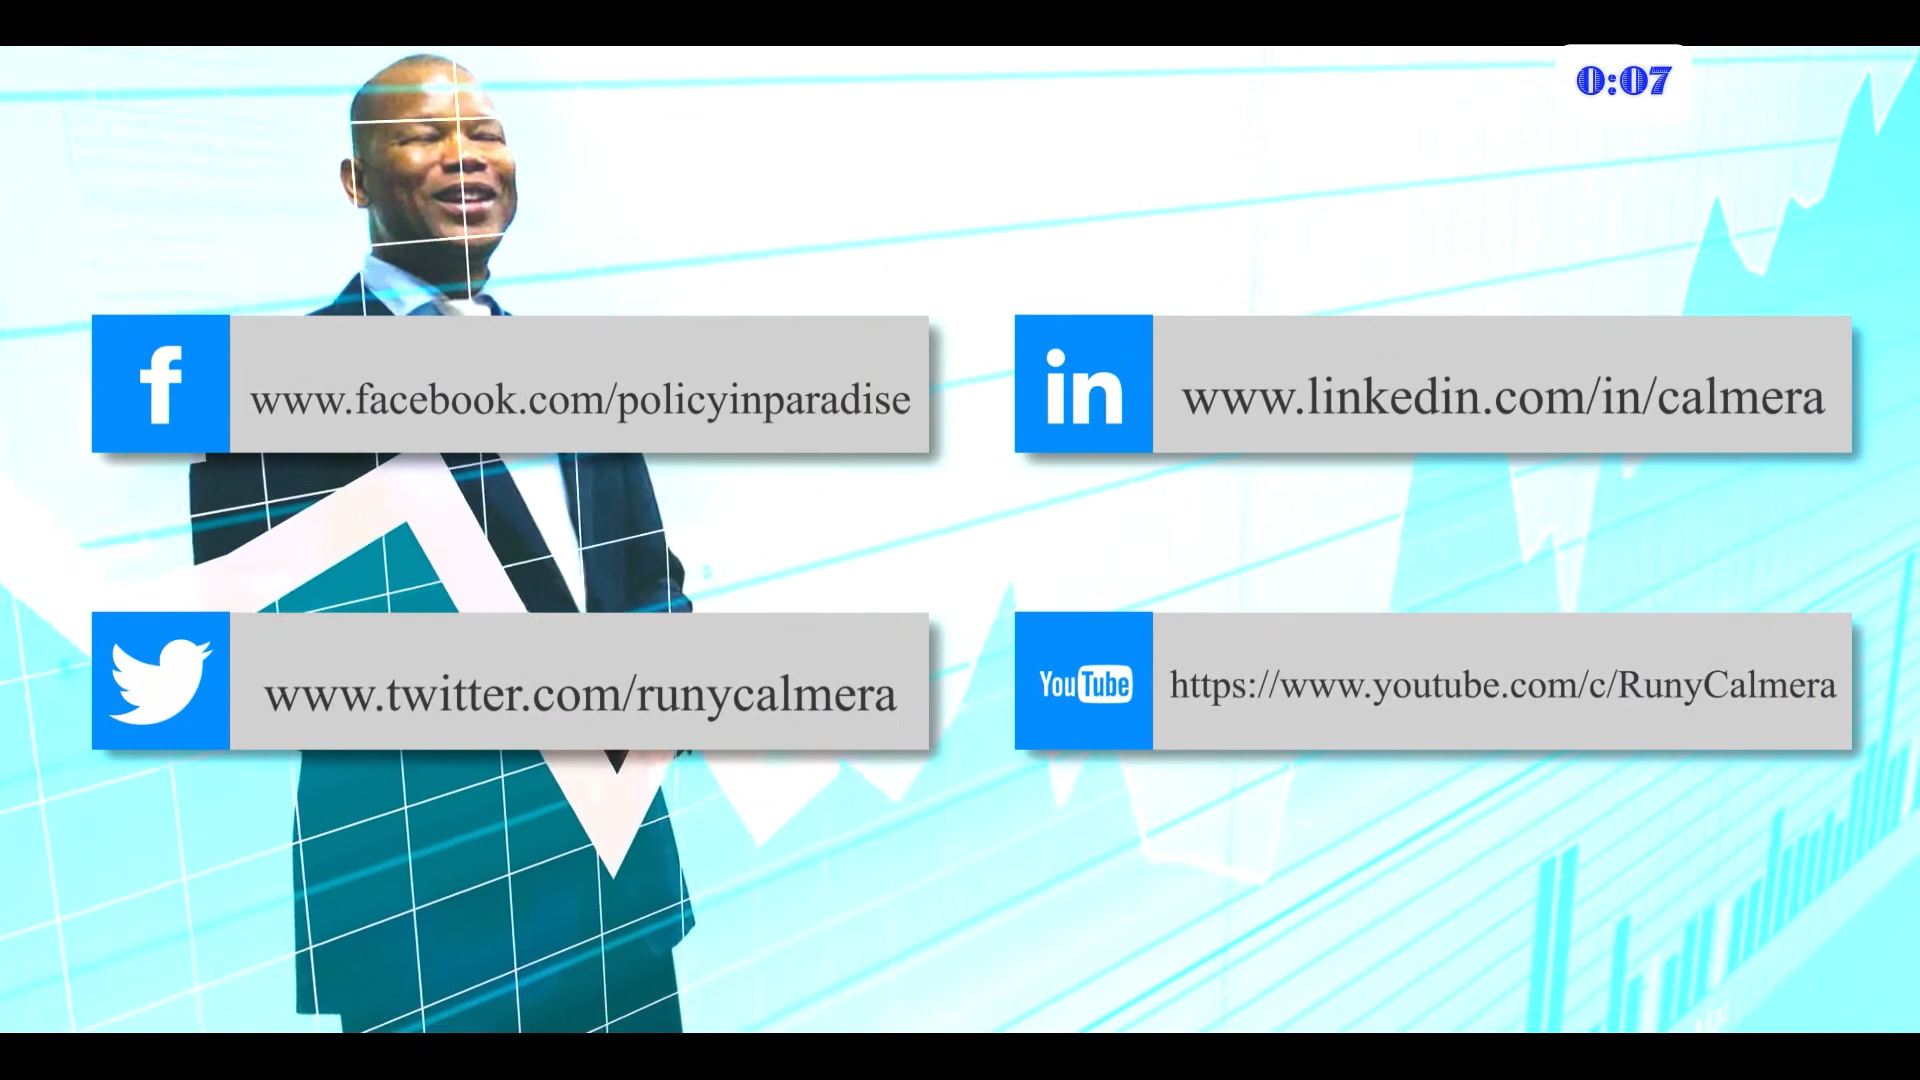 0:07
f
www.facebook.com/policyinparadise
in
www.linkedin.com/in/calmera
www.twitter.com/runycalmera
YouTube
https://www.youtube.com/c/RunyCalmera